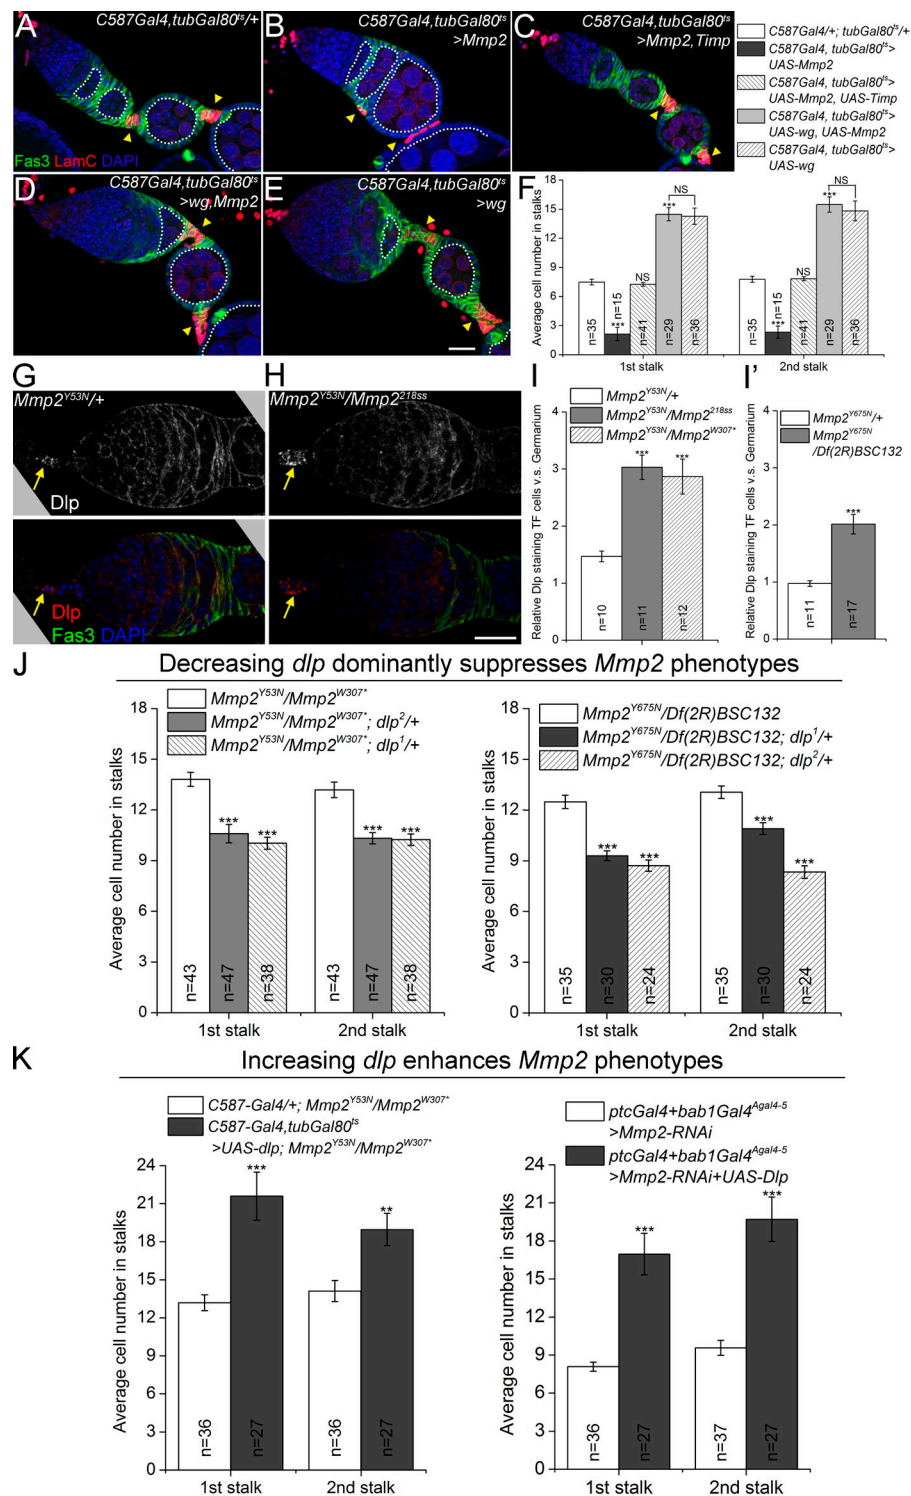 A
C587Gal4,tubGal80ts/+
Fas3 LamC DAPI
B
C587Gal4,tubGal80ts
>Mmp2
C
C587Gal4,tubGal80ts
>Mmp2,Timp
C587Gal4/+; tubGal80ts/+
C587Gal4, tubGal80ts>
UAS-Mmp2
C587Gal4, tubGal80ts>
UAS-Mmp2, UAS-Timp
C587Gal4, tubGal80ts>
UAS-wg, UAS-Mmp2
C587Gal4, tubGal80ts>
UAS-wg
D
C587Gal4,tubGal80ts
>wg,Mmp2
E
C587Gal4,tubGal80ts
>wg
F
Average cell number in stalks
18
15
12
9
6
3
0
n=35
***
n=15
NS
n=41
***
n=29
NS
n=36
n=35
***
n=15
NS
n=41
***
n=29
NS
n=36
1st stalk
2nd stalk
G
Mmp2Y53N/+
Dlp
Dlp
Fas3 DAPI
H
Mmp2Y53N/Mmp2218ss
I
Mmp2Y53N/+
Mmp2Y53N/Mmp2218ss
Mmp2Y53N/Mmp2W307*
Relative Dlp staining TF cells v.s. Germarium
4
3
2
1
0
n=10
***
n=11
***
n=12
I'
Mmp2Y675N/+
Mmp2Y675N
/Df(2R)BSC132
Relative Dlp staining TF cells v.s. Germarium
4
3
2
1
0
n=11
***
n=17
J
Decreasing dlp dominantly suppresses Mmp2 phenotypes
Mmp2Y53N/Mmp2W307*
Mmp2Y53N/Mmp2W307*; dlp2/+
Mmp2Y53N/Mmp2W307*; dlp1/+
Average cell number in stalks
18
15
12
9
6
3
0
n=43
***
n=47
***
n=38
n=43
***
n=47
***
n=38
1st stalk
2nd stalk
Mmp2Y675N/Df(2R)BSC132
Mmp2Y675N/Df(2R)BSC132; dlp1/+
Mmp2Y675N/Df(2R)BSC132; dlp2/+
Average cell number in stalks
18
15
12
9
6
3
0
n=35
***
n=30
***
n=24
n=35
***
n=30
***
n=24
1st stalk
2nd stalk
K
Increasing dlp enhances Mmp2 phenotypes
C587-Gal4/+; Mmp2Y53N/Mmp2W307*
C587-Gal4,tubGal80ts
>UAS-dlp; Mmp2Y53N/Mmp2W307*
Average cell number in stalks
24
21
18
15
12
9
6
3
0
n=36
***
n=27
n=36
**
n=27
1st stalk
2nd stalk
ptcGal4+bab1Gal4Agal4-5
>Mmp2-RNAi
ptcGal4+bab1Gal4Agal4-5
>Mmp2-RNAi+UAS-Dlp
Average cell number in stalks
24
21
18
15
12
9
6
3
0
n=36
***
n=27
n=37
***
n=27
1st stalk
2nd stalk